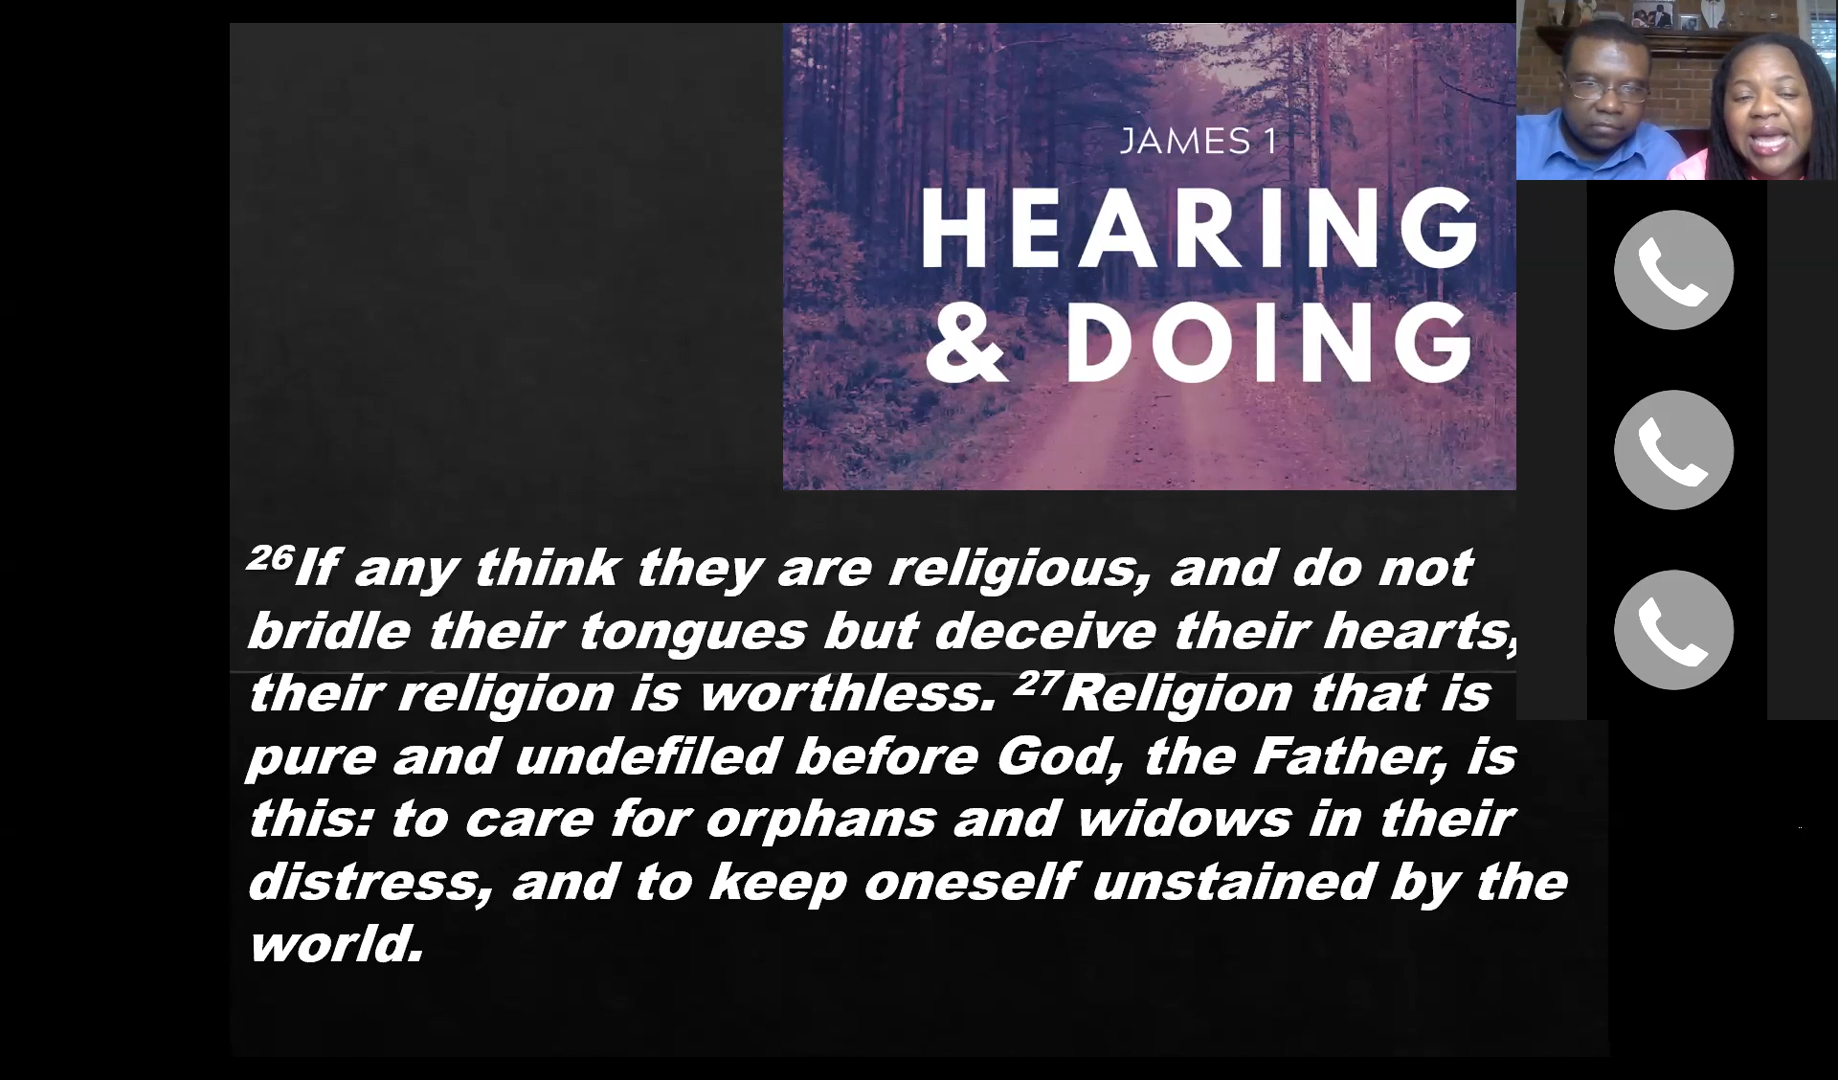 JAMES 1
HEARING
& DOING
26If any think they are religious, and do not
bridle their tongues but deceive their hearts,
their religion is worthless. 27Religion that is
pure and undefiled before God, the Father, is
this: to care for orphans and widows in their
distress, and to keep oneself unstained by the
world.